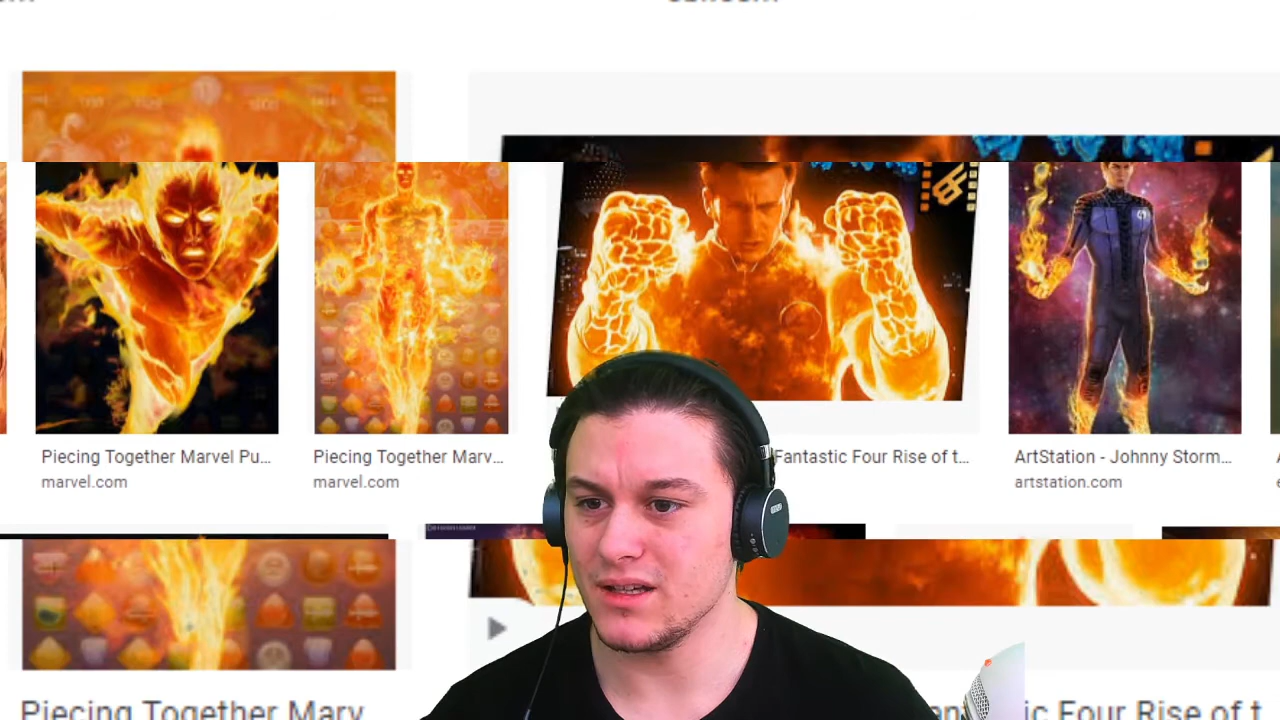 Piecing Together Marvel Pu...
marvel.com
Piecing Together Marv...
marvel.com
Fantastic Four Rise of t...
ArtStation - Johnny Storm...
artstation.com
Piecing Together Marv
ic Four Rise of t